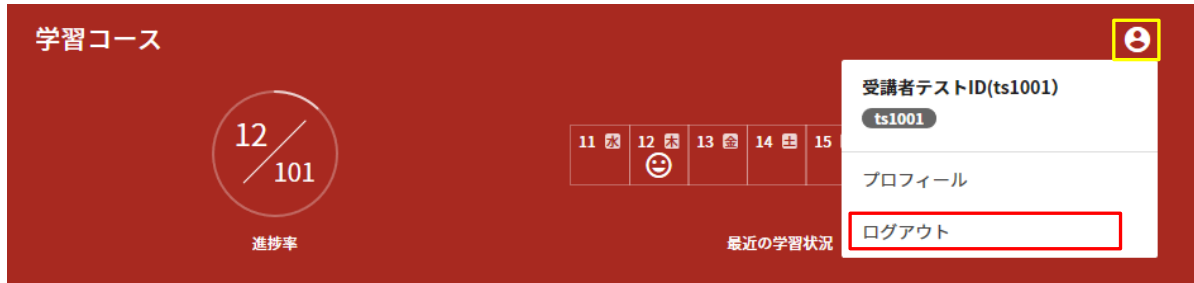 学習コース
受講者テストID(ts1001)
ts1001
12
101
11 水 12 木 13 金 14 土 15
プロフィール
ログアウト
進捗率
最近の学習状況